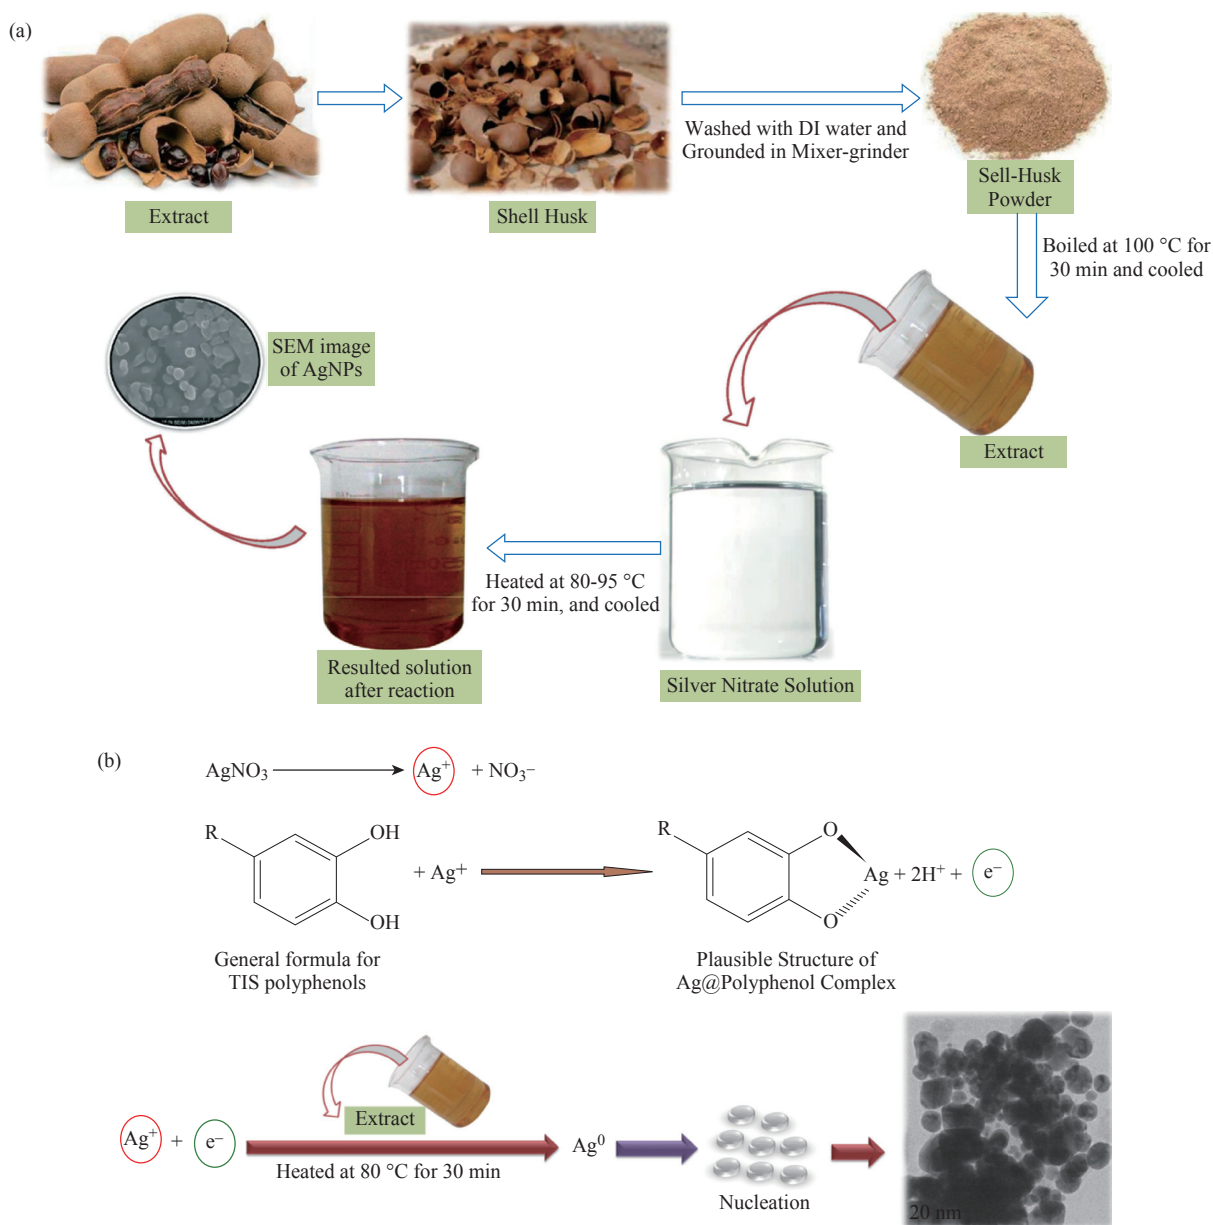 (a)
Extract
Shell Husk
Washed with DI water and
Grounded in Mixer-grinder
Sell-Husk
Powder
Boiled at 100 °C for
30 min and cooled
SEM image
of AgNPs
Extract
Heated at 80-95 °C
for 30 min, and cooled
Resulted solution
after reaction
Silver Nitrate Solution
(b)
AgNO₃ Ag⁺ + NO₃⁻
R OH OH + Ag⁺ R O O Ag + 2H⁺ + e⁻
General formula for
TIS polyphenols
Plausible Structure of
Ag@Polyphenol Complex
Extract
Ag⁺ + e⁻ Ag⁰
Heated at 80 °C for 30 min
Nucleation
20 nm